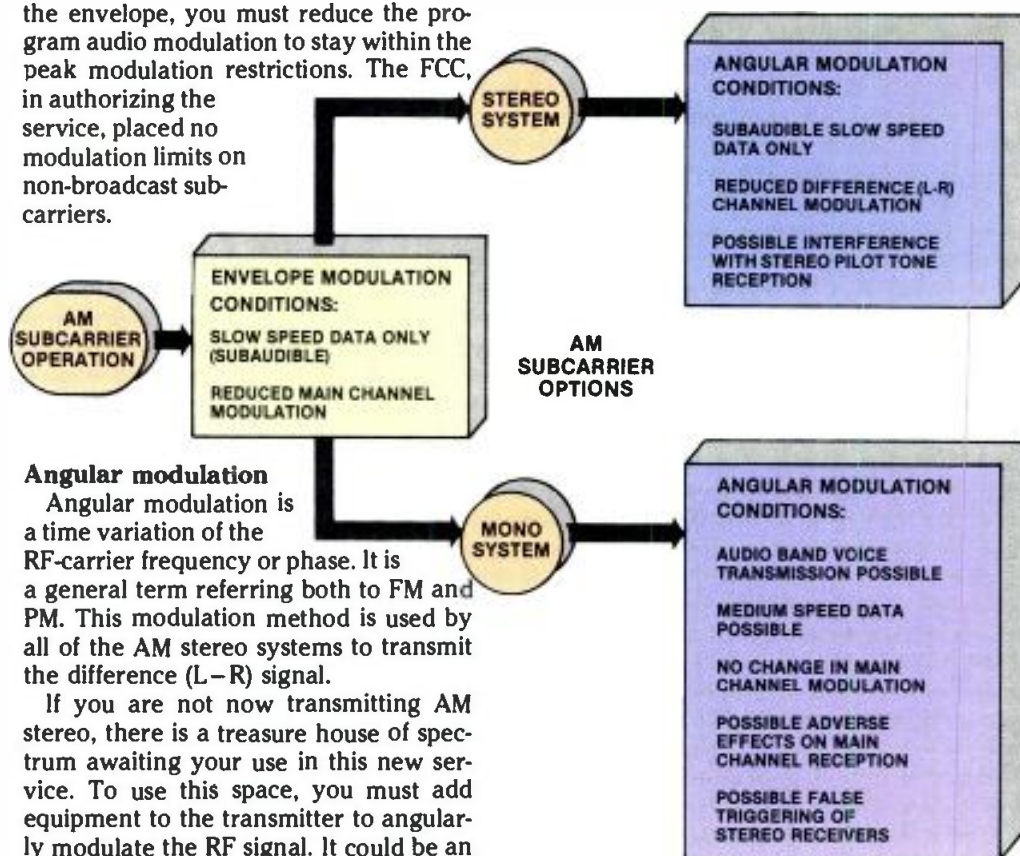 the envelope, you must reduce the pro-
gram audio modulation to stay within the
peak modulation restrictions. The FCC,
in authorizing the
service, placed no
modulation limits on
non-broadcast sub-
carriers.
AM
SUBCARRIER
OPERATION
ENVELOPE MODULATION
CONDITIONS:
SLOW SPEED DATA ONLY
(SUBAUDIBLE)
REDUCED MAIN CHANNEL
MODULATION
STEREO
SYSTEM
ANGULAR MODULATION
CONDITIONS:
SUBAUDIBLE SLOW SPEED
DATA ONLY
REDUCED DIFFERENCE (L-R)
CHANNEL MODULATION
POSSIBLE INTERFERENCE
WITH STEREO PILOT TONE
RECEPTION
AM
SUBCARRIER
OPTIONS
MONO
SYSTEM
ANGULAR MODULATION
CONDITIONS:
AUDIO BAND VOICE
TRANSMISSION POSSIBLE
MEDIUM SPEED DATA
POSSIBLE
NO CHANGE IN MAIN
CHANNEL MODULATION
POSSIBLE ADVERSE
EFFECTS ON MAIN
CHANNEL RECEPTION
POSSIBLE FALSE
TRIGGERING OF
STEREO RECEIVERS
Angular modulation
Angular modulation is
a time variation of the
RF-carrier frequency or phase. It is
a general term referring both to FM and
PM. This modulation method is used by
all of the AM stereo systems to transmit
the difference (L–R) signal.
If you are not now transmitting AM
stereo, there is a treasure house of spec-
trum awaiting your use in this new ser-
vice. To use this space, you must add
equipment to the transmitter to angular-
ly modulate the RF signal. It could be an